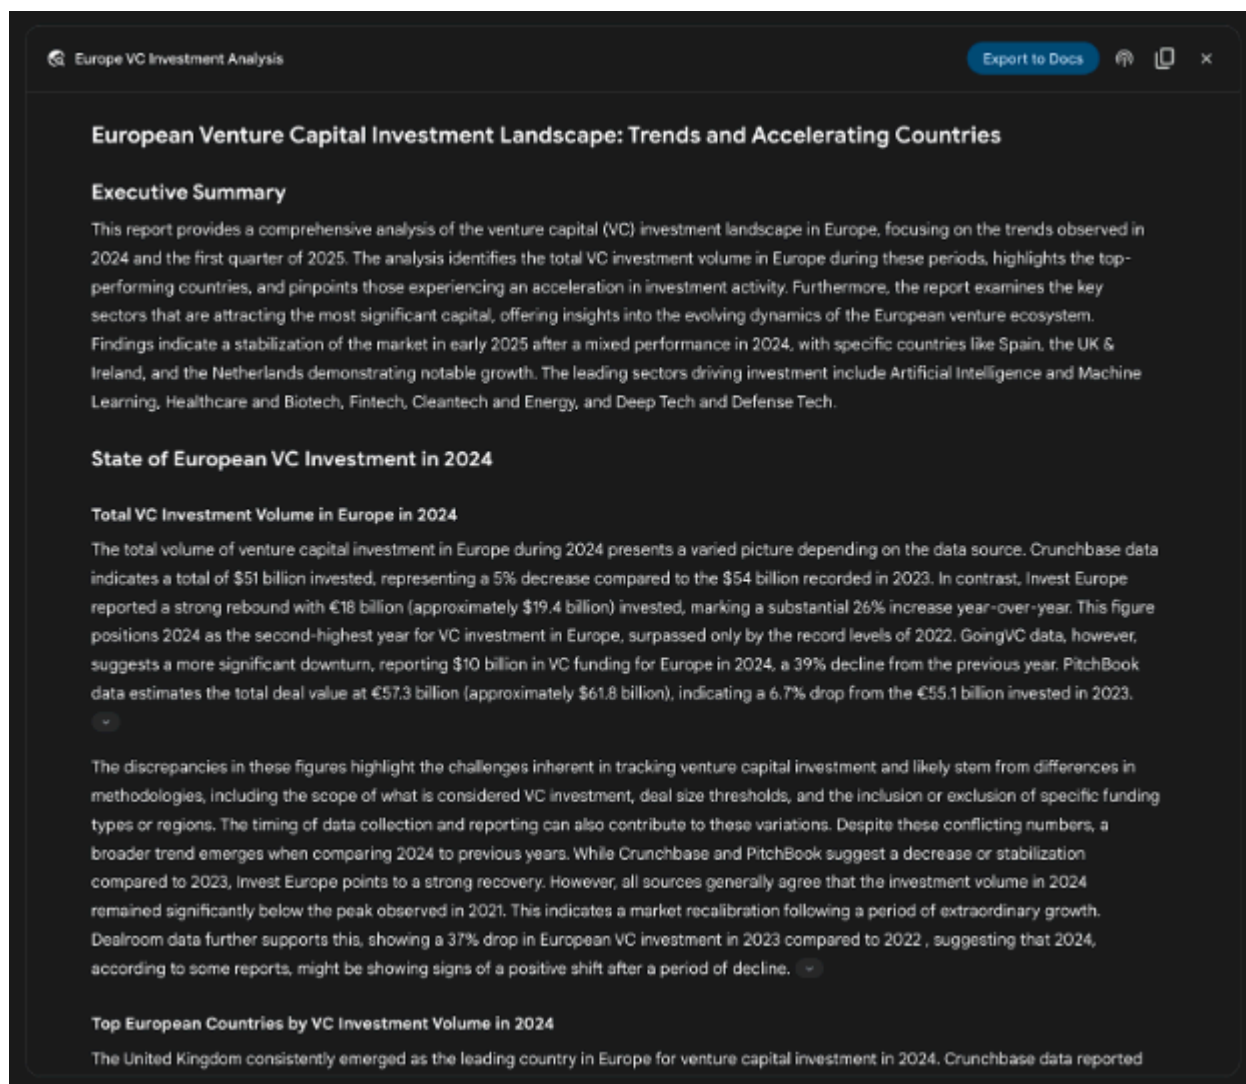 Europe VC Investment Analysis
Export to Docs
European Venture Capital Investment Landscape: Trends and Accelerating Countries
Executive Summary
This report provides a comprehensive analysis of the venture capital (VC) investment landscape in Europe, focusing on the trends observed in
2024 and the first quarter of 2025. The analysis identifies the total VC investment volume in Europe during these periods, highlights the top-
performing countries, and pinpoints those experiencing an acceleration in investment activity. Furthermore, the report examines the key
sectors that are attracting the most significant capital, offering insights into the evolving dynamics of the European venture ecosystem.
Findings indicate a stabilization of the market in early 2025 after a mixed performance in 2024, with specific countries like Spain, the UK &
Ireland, and the Netherlands demonstrating notable growth. The leading sectors driving investment include Artificial Intelligence and Machine
Learning, Healthcare and Biotech, Fintech, Cleantech and Energy, and Deep Tech and Defense Tech.
State of European VC Investment in 2024
Total VC Investment Volume in Europe in 2024
The total volume of venture capital investment in Europe during 2024 presents a varied picture depending on the data source. Crunchbase data
indicates a total of $51 billion invested, representing a 5% decrease compared to the $54 billion recorded in 2023. In contrast, Invest Europe
reported a strong rebound with €18 billion (approximately $19.4 billion) invested, marking a substantial 26% increase year-over-year. This figure
positions 2024 as the second-highest year for VC investment in Europe, surpassed only by the record levels of 2022. GoingVC data, however,
suggests a more significant downturn, reporting $10 billion in VC funding for Europe in 2024, a 39% decline from the previous year. PitchBook
data estimates the total deal value at €57.3 billion (approximately $61.8 billion), indicating a 6.7% drop from the €55.1 billion invested in 2023.
The discrepancies in these figures highlight the challenges inherent in tracking venture capital investment and likely stem from differences in
methodologies, including the scope of what is considered VC investment, deal size thresholds, and the inclusion or exclusion of specific funding
types or regions. The timing of data collection and reporting can also contribute to these variations. Despite these conflicting numbers, a
broader trend emerges when comparing 2024 to previous years. While Crunchbase and PitchBook suggest a decrease or stabilization
compared to 2023, Invest Europe points to a strong recovery. However, all sources generally agree that the investment volume in 2024
remained significantly below the peak observed in 2021. This indicates a market recalibration following a period of extraordinary growth.
Dealroom data further supports this, showing a 37% drop in European VC investment in 2023 compared to 2022 , suggesting that 2024,
according to some reports, might be showing signs of a positive shift after a period of decline.
Top European Countries by VC Investment Volume in 2024
The United Kingdom consistently emerged as the leading country in Europe for venture capital investment in 2024. Crunchbase data reported